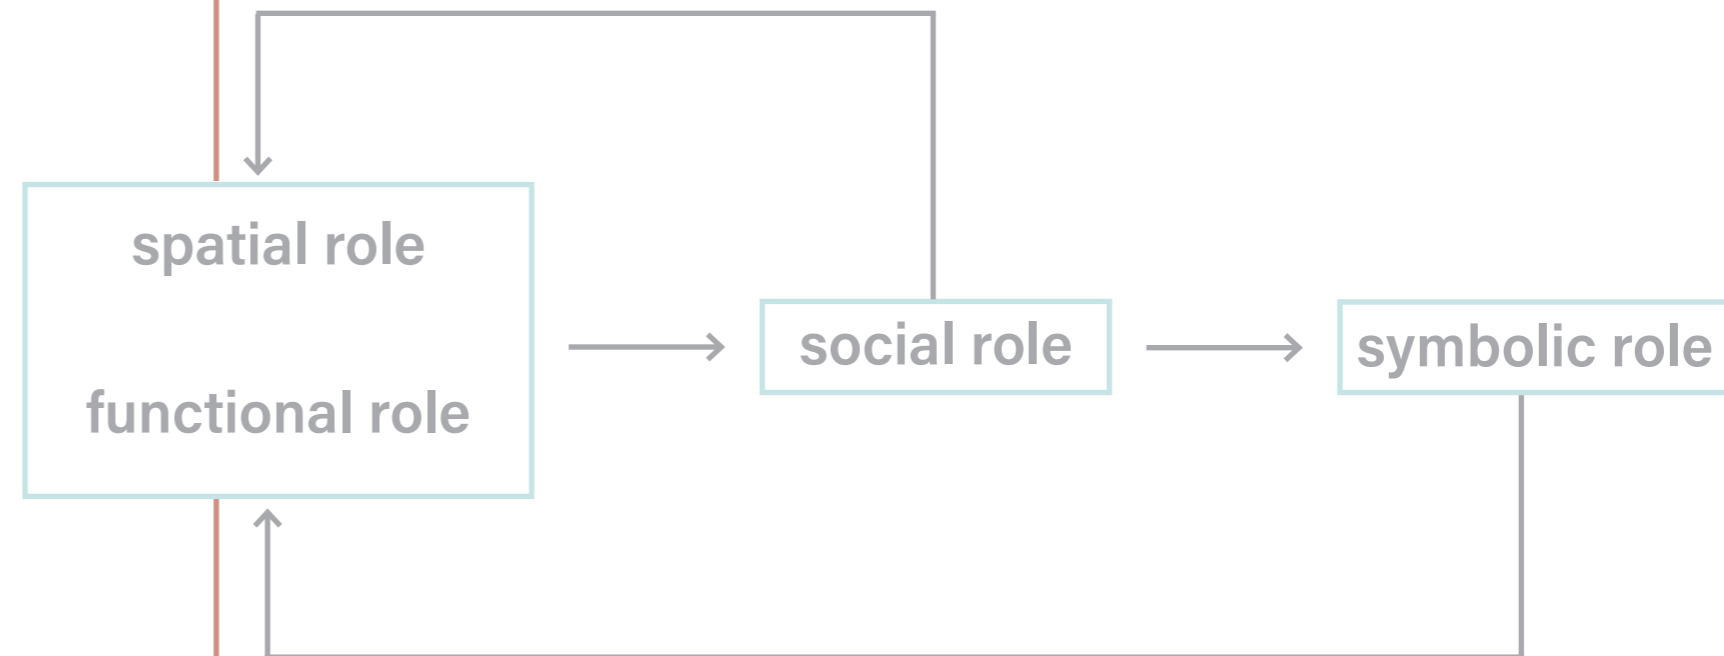 spatial role
functional role
social role
symbolic role